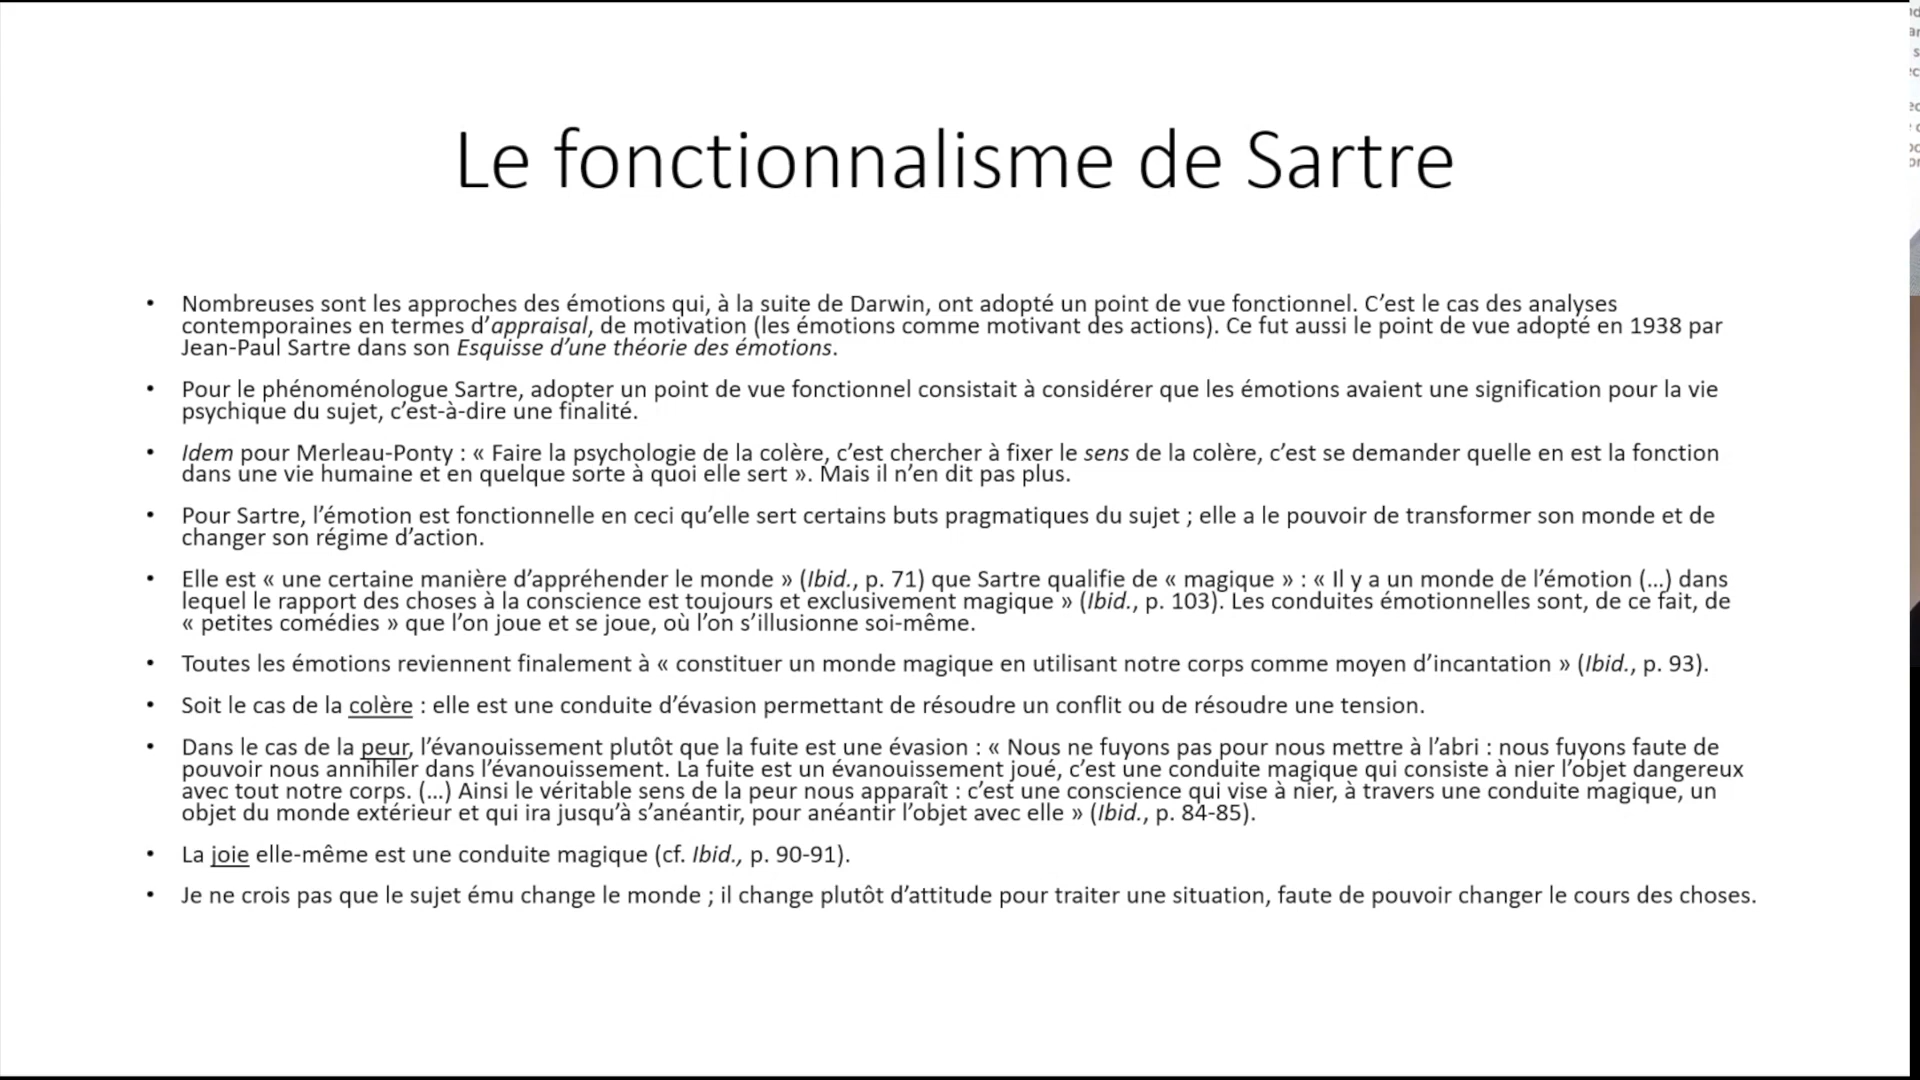 Le fonctionnalisme de Sartre
• Nombreuses sont les approches des émotions qui, à la suite de Darwin, ont adopté un point de vue fonctionnel. C’est le cas des analyses
contemporaines en termes d’appraisal, de motivation (les émotions comme motivant des actions). Ce fut aussi le point de vue adopté en 1938 par
Jean-Paul Sartre dans son Esquisse d’une théorie des émotions.
• Pour le phénoménologue Sartre, adopter un point de vue fonctionnel consistait à considérer que les émotions avaient une signification pour la vie
psychique du sujet, c’est-à-dire une finalité.
• Idem pour Merleau-Ponty : « Faire la psychologie de la colère, c’est chercher à fixer le sens de la colère, c’est se demander quelle en est la fonction
dans une vie humaine et en quelque sorte à quoi elle sert ». Mais il n’en dit pas plus.
• Pour Sartre, l’émotion est fonctionnelle en ceci qu’elle sert certains buts pragmatiques du sujet ; elle a le pouvoir de transformer son monde et de
changer son régime d’action.
• Elle est « une certaine manière d’appréhender le monde » (Ibid., p. 71) que Sartre qualifie de « magique » : « Il y a un monde de l’émotion (…) dans
lequel le rapport des choses à la conscience est toujours et exclusivement magique » (Ibid., p. 103). Les conduites émotionnelles sont, de ce fait, de
« petites comédies » que l’on joue et se joue, où l’on s’illusionne soi-même.
• Toutes les émotions reviennent finalement à « constituer un monde magique en utilisant notre corps comme moyen d’incantation » (Ibid., p. 93).
• Soit le cas de la colère : elle est une conduite d’évasion permettant de résoudre un conflit ou de résoudre une tension.
• Dans le cas de la peur, l’évanouissement plutôt que la fuite est une évasion : « Nous ne fuyons pas pour nous mettre à l’abri : nous fuyons faute de
pouvoir nous annihiler dans l’évanouissement. La fuite est un évanouissement joué, c’est une conduite magique qui consiste à nier l’objet dangereux
avec tout notre corps. (…) Ainsi le véritable sens de la peur nous apparaît : c’est une conscience qui vise à nier, à travers une conduite magique, un
objet du monde extérieur et qui ira jusqu’à s’anéantir, pour anéantir l’objet avec elle » (Ibid., p. 84-85).
• La joie elle-même est une conduite magique (cf. Ibid., p. 90-91).
• Je ne crois pas que le sujet ému change le monde ; il change plutôt d’attitude pour traiter une situation, faute de pouvoir changer le cours des choses.